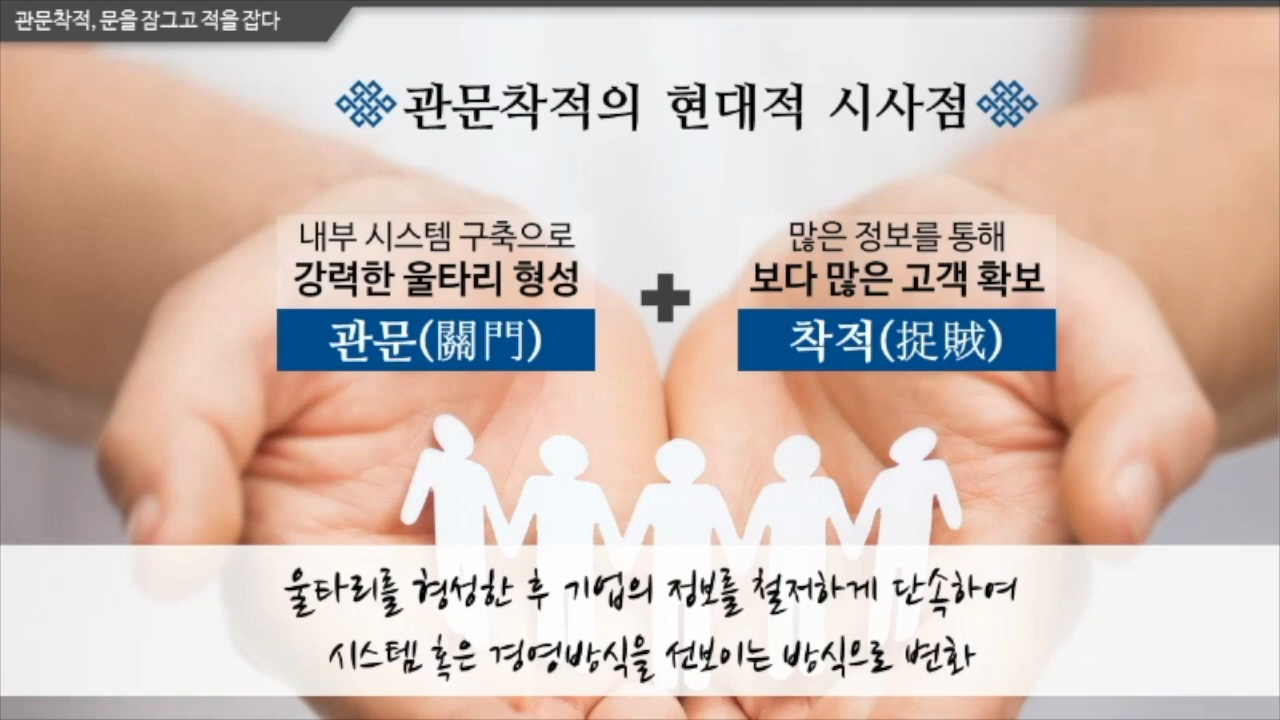 관문착적, 문을 잠그고 적을 잡다
관문착적의 현대적 시사점
내부 시스템 구축으로
강력한 울타리 형성
관문(關門)
+
많은 정보를 통해
보다 많은 고객 확보
착적(捉賊)
울타리를 형성한 후 기업의 정보를 철저하게 단속하여
시스템 혹은 경영방식을 선보이는 방식으로 변화